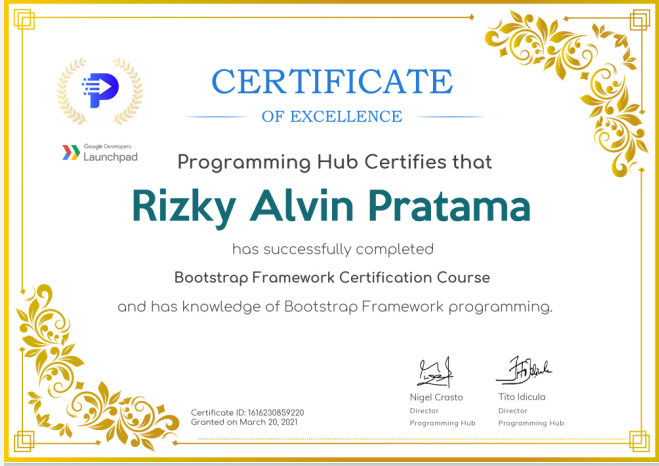 CERTIFICATE
OF EXCELLENCE
Google Developers
Launchpad
Programming Hub Certifies that
Rizky Alvin Pratama
has successfully completed
Bootstrap Framework Certification Course
and has knowledge of Bootstrap Framework programming.
Nigel Crasto
Director
Programming Hub
Tito Idicula
Director
Programming Hub
Certificate ID: 1616230859220
Granted on March 20, 2021